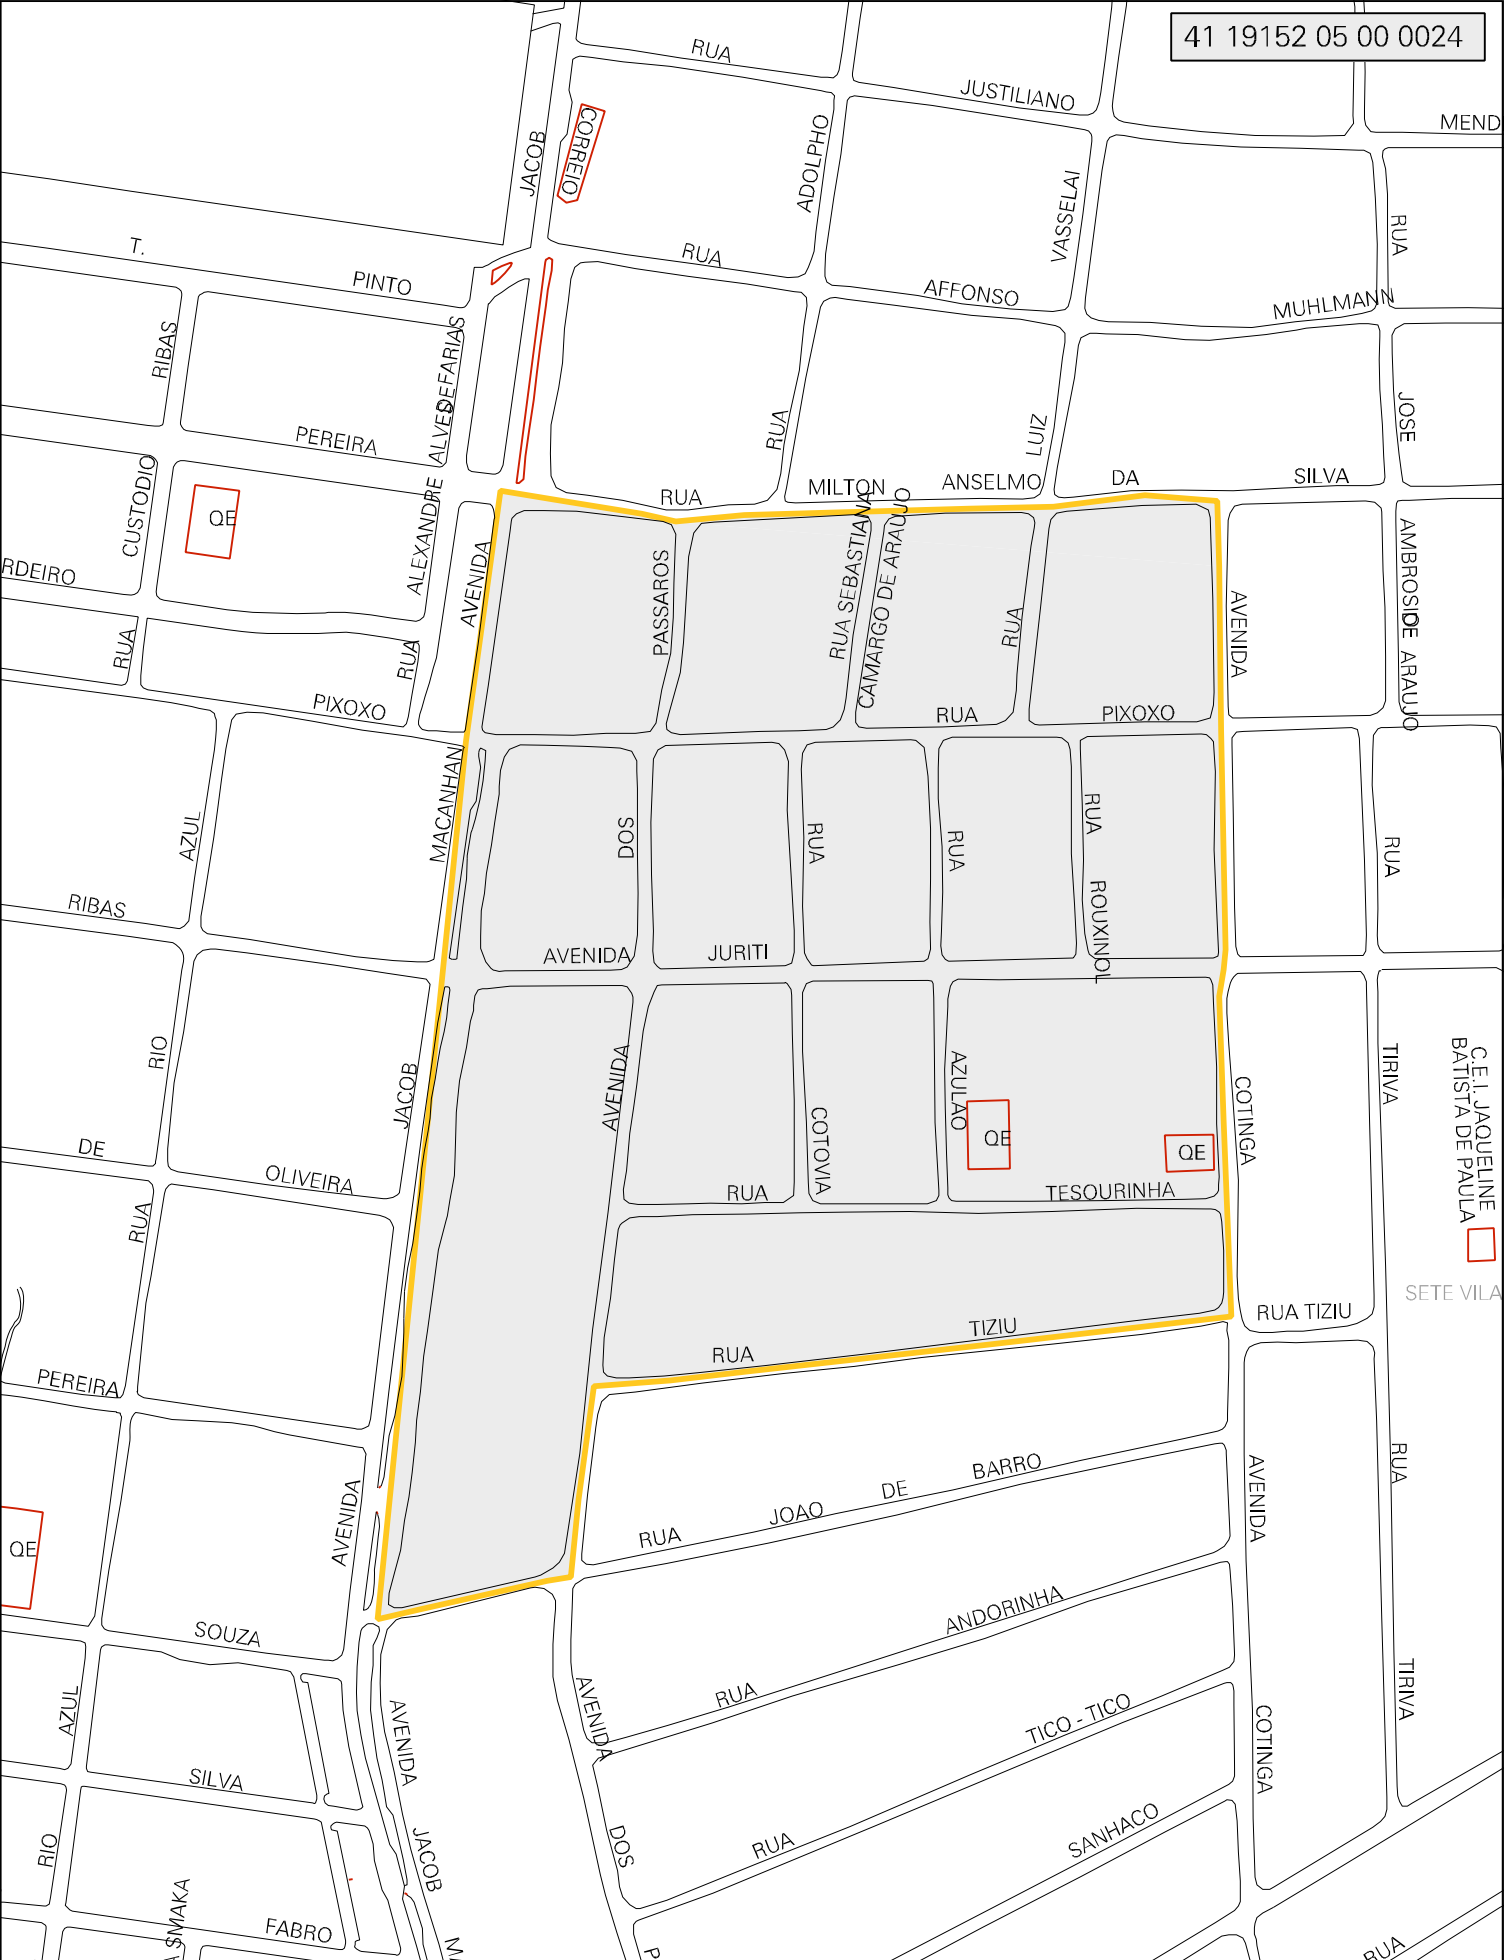 41 19152 05 00 0024
RUA
JUSTILIANO
MEND
JACOB
CORREIO
ADOLPHO
VASSELAI
RUA
T.
PINTO
RUA
AFFONSO
MUHLMANN
RIBAS
ALEXANDRE ALVES DE FARIAS
PEREIRA
RUA
LUIZ
JOSE
CUSTODIO
QE
RUA
MILTON
ANSELMO
DA
SILVA
RDEIRO
AVENIDA
PASSAROS
RUA SEBASTIANA
CAMARGO DE ARAUJO
RUA
AVENIDA
AMBROSIO
DE ARAUJO
RUA
RUA
PIXOXO
RUA
PIXOXO
MACANHAN
AZUL
DOS
RUA
RUA
RUA
ROUXINOL
RUA
RIBAS
AVENIDA
JURITI
RIO
JACOB
AVENIDA
COTOVIA
AZULAO
QE
QE
COTINGA
TIRIVA
C.E.I. JAQUELINE
BATISTA DE PAULA
DE
OLIVEIRA
RUA
TESOURINHA
RUA
SETE VILA
RUA TIZIU
TIZIU
RUA
PEREIRA
BARRO
DE
JOAO
RUA
AVENIDA
RUA
AVENIDA
QE
ANDORINHA
RUA
SOUZA
AZUL
AVENIDA
AVENIDA
TICO - TICO
RUA
COTINGA
TIRIVA
SILVA
RIO
JACOB
DOS
SANHACO
SMAKA
FABRO
M
P
RUA